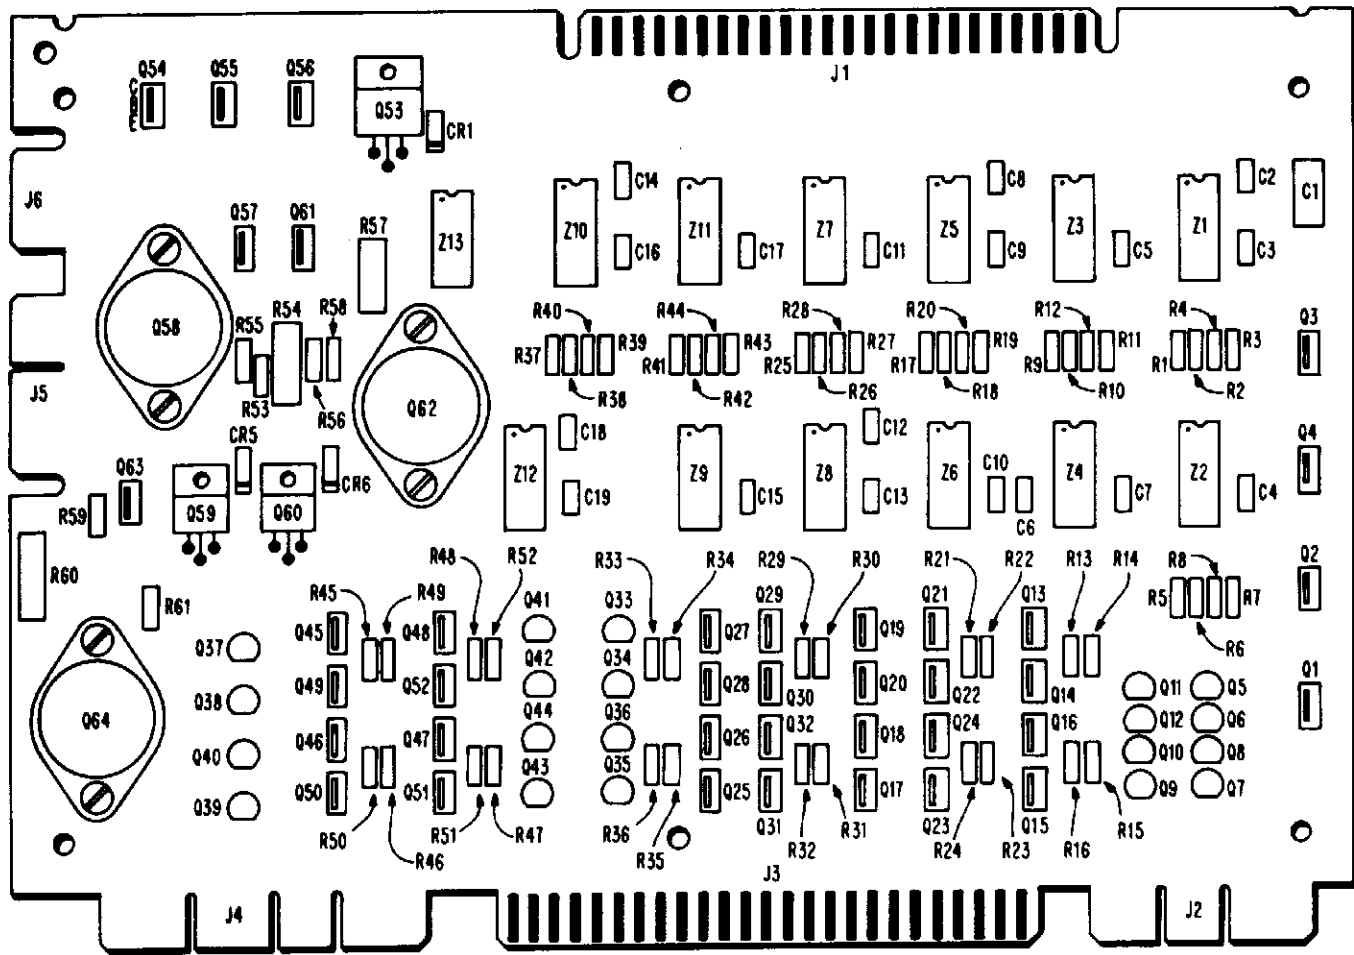 J1
Q54 Q55 Q56 Q53 CR1
C14 C8 C2 C1
J6 Q57 Q61 R57 Z13 Z10 Z11 Z7 Z5 Z3 Z1
C16 C17 C11 C9 C5 C3
R40 R44 R28 R20 R12 R4
Q58 R55 R54 R58 Q3
R37 R39 R41 R43 R25 R27 R17 R19 R9 R11 R1 R3
J5 R53 R56 Q62 R38 R42 R26 R18 R10 R2
CR5 C18 C12 Q4
Q63 CR6 Z12 Z9 Z8 Z6 C10 Z4 Z2
R59 Q59 Q60 C19 C15 C13 C6 C7 C4
R48 R52 R33 R34 R29 R30 R21 R22 R13 R14 R8 Q2
R60 R61 R45 R49 Q41 Q33 Q29 Q21 Q13 R5 R7
Q37 Q45 Q48 Q27 Q19 R6
Q42 Q34 Q1
Q38 Q49 Q52 Q28 Q30 Q20 Q22 Q14 Q11 Q5
Q64 Q44 Q36 Q32 Q24 Q16 Q12 Q6
Q40 Q46 Q47 Q26 Q18 Q10 Q8
Q43 Q35
Q39 Q50 Q51 Q25 Q17 Q9 Q7
Q31 Q23 Q15
R50 R51 R47 R36 R32 R31 R24 R23 R16 R15
R46 R35
J4 J3 J2